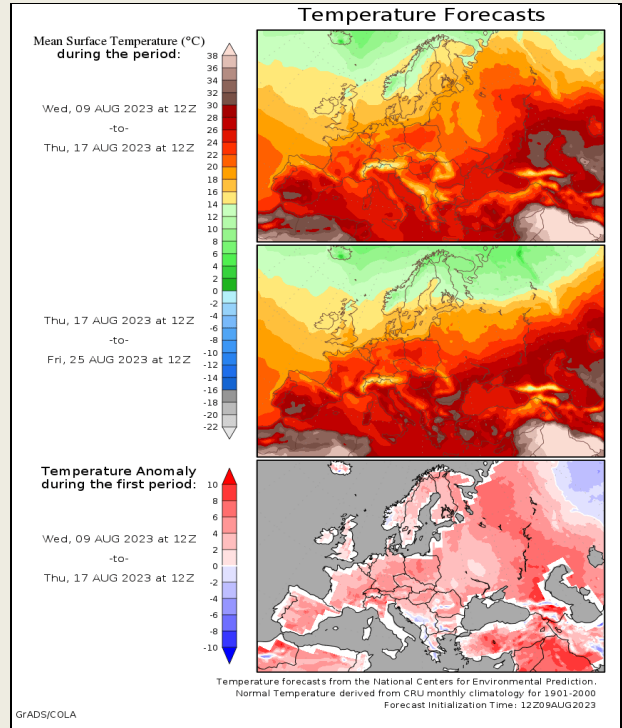 Temperature Forecasts
Mean Surface Temperature (°C)
during the period:
Wed, 09 AUG 2023 at 12Z
-to-
Thu, 17 AUG 2023 at 12Z
38
36
34
32
30
28
26
24
22
20
18
16
14
12
10
8
6
4
2
0
-2
-4
-6
-8
-10
-12
-14
-16
-18
-20
-22
Thu, 17 AUG 2023 at 12Z
-to-
Fri, 25 AUG 2023 at 12Z
Temperature Anomaly
during the first period:
Wed, 09 AUG 2023 at 12Z
-to-
Thu, 17 AUG 2023 at 12Z
10
8
6
4
2
0
-2
-4
-6
-8
-10
Temperature forecasts from the National Centers for Environmental Prediction.
Normal Temperature derived from CRU monthly climatology for 1901-2000
Forecast Initialization Time: 12Z09AUG2023
GrADS/COLA